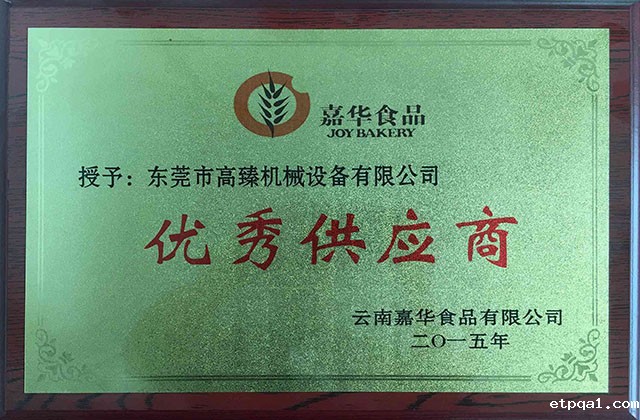 嘉华食品
JOY BAKERY
授予：东莞市高臻机械设备有限公司
优秀供应商
云南嘉华食品有限公司
二〇一五年
etpqa1.com